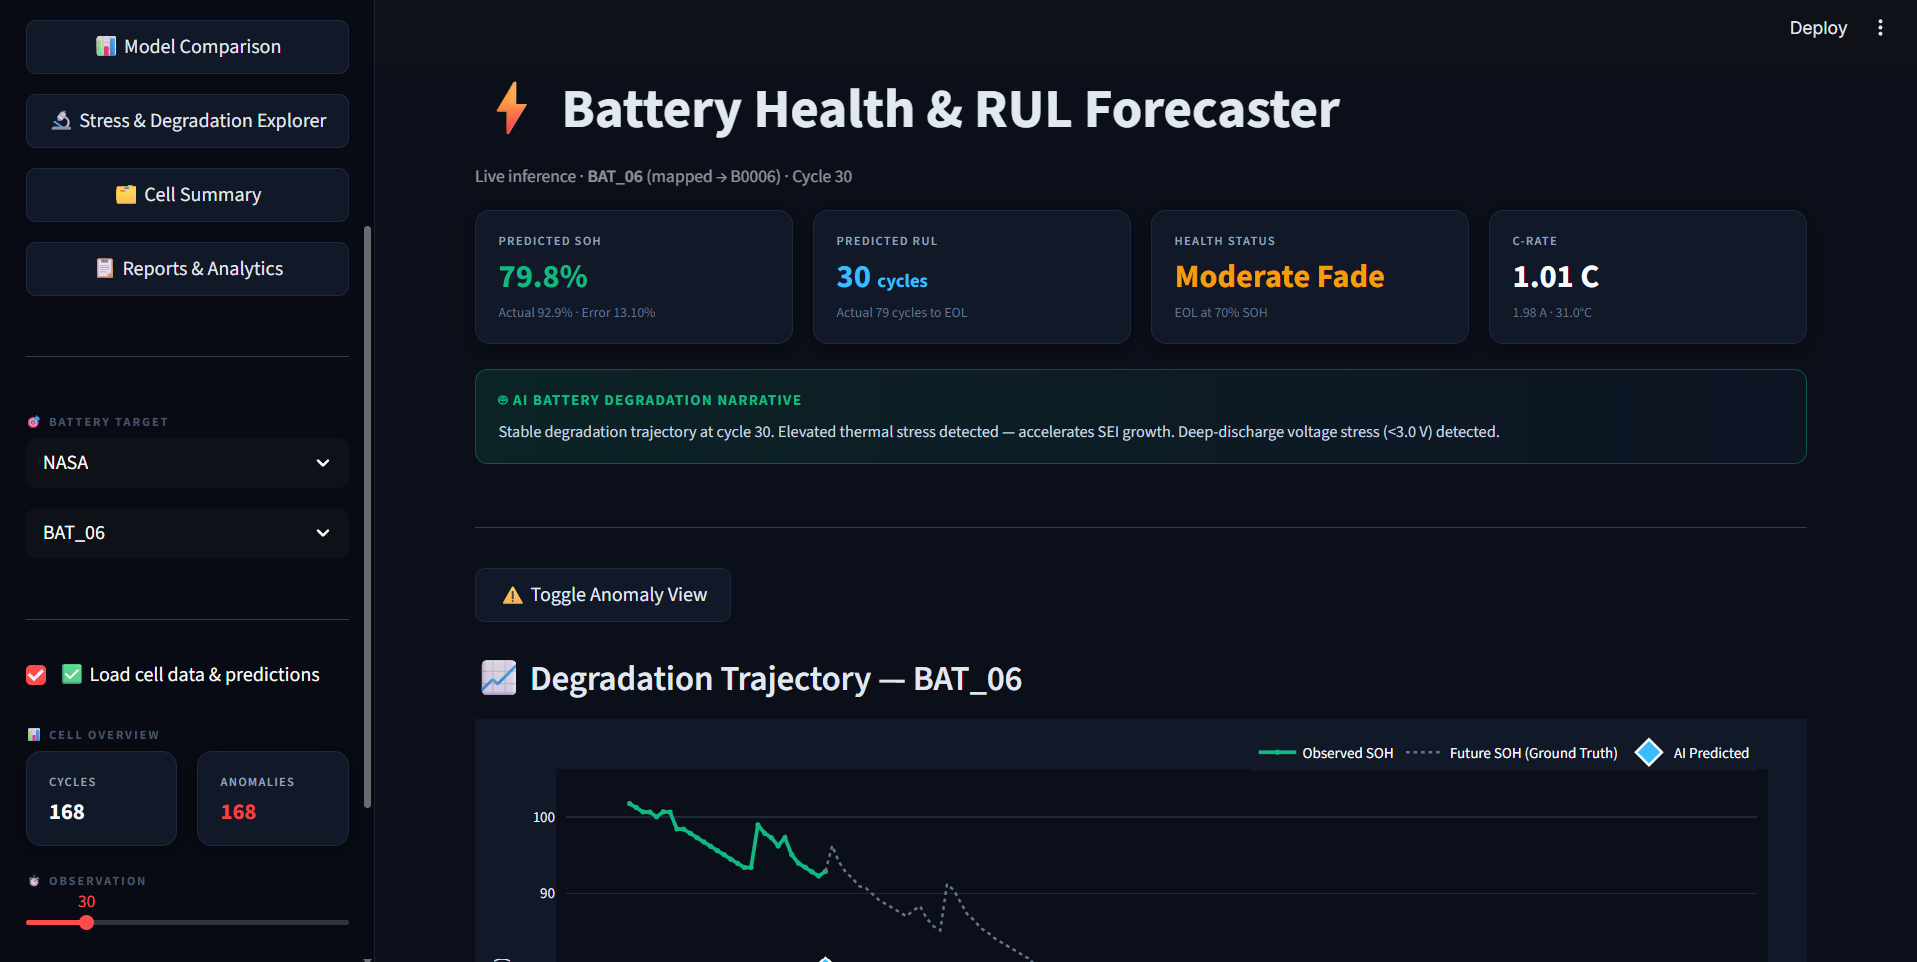 Model Comparison
Stress & Degradation Explorer
Cell Summary
Reports & Analytics
BATTERY TARGET
NASA
BAT_06
Load cell data & predictions
CELL OVERVIEW
CYCLES
168
ANOMALIES
168
OBSERVATION
30
Deploy
Battery Health & RUL Forecaster
Live inference · BAT_06 (mapped → B0006) · Cycle 30
PREDICTED SOH
79.8%
Actual 92.9% · Error 13.10%
PREDICTED RUL
30 cycles
Actual 79 cycles to EOL
HEALTH STATUS
Moderate Fade
EOL at 70% SOH
C-RATE
1.01 C
1.98 A · 31.0°C
AI BATTERY DEGRADATION NARRATIVE
Stable degradation trajectory at cycle 30. Elevated thermal stress detected — accelerates SEI growth. Deep-discharge voltage stress (<3.0 V) detected.
Toggle Anomaly View
Degradation Trajectory — BAT_06
Observed SOH
Future SOH (Ground Truth)
AI Predicted
100
90